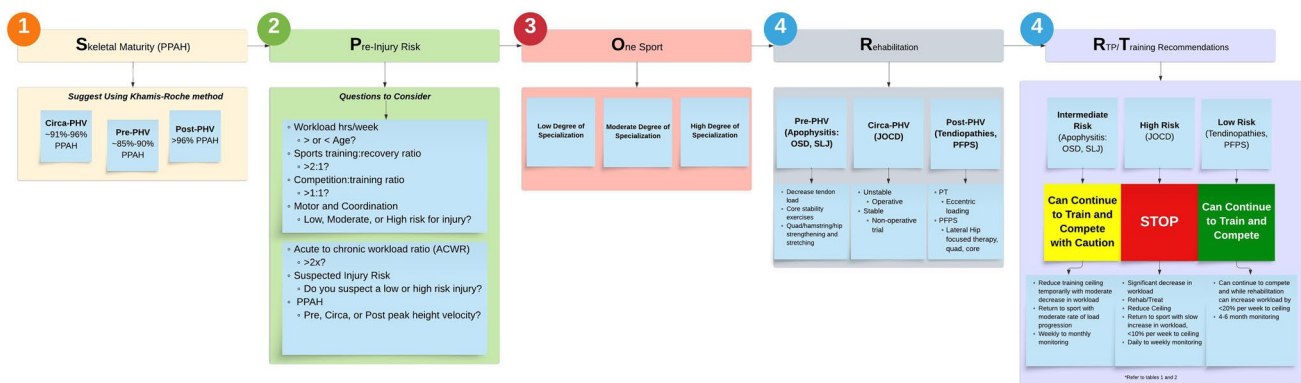 1
Skeletal Maturity (PPAH)
Suggest Using Khamis-Roche method
Circa-PHV
~91%-96%
PPAH
Pre-PHV
~85%-90%
PPAH
Post-PHV
>96% PPAH
2
Pre-Injury Risk
Questions to Consider
◦ Workload hrs/week
◦ > or < Age?
◦ Sports training:recovery ratio
◦ >2:1?
◦ Competition:training ratio
◦ >1:1?
◦ Motor and Coordination
◦ Low, Moderate, or High risk for injury?
◦ Acute to chronic workload ratio (ACWR)
◦ >2x?
◦ Suspected Injury Risk
◦ Do you suspect a low or high risk injury?
◦ PPAH
◦ Pre, Circa, or Post peak height velocity?
3
One Sport
Low Degree of
Specialization
Moderate Degree of
Specialization
High Degree of
Specialization
4
Rehabilitation
Pre-PHV
(Apophysitis:
OSD, SLJ)
Circa-PHV
(JOCD)
Post-PHV
(Tendiopathies,
PFPS)
• Decrease tendon
load
• Core stability
exercises
• Quad/hamstring/hip
strengthening and
stretching
• Unstable
• Operative
• Stable
• Non-operative
trial
• PT
• Eccentric
loading
• PFPS
• Lateral Hip
focused therapy,
quad, core
4
RTP/Training Recommendations
Intermediate
Risk
(Apophysitis:
OSD, SLJ)
High Risk
(JOCD)
Low Risk
(Tendinopathies,
PFPS)
Can Continue
to Train and
Compete
with Caution
STOP
Can Continue
to Train and
Compete
• Reduce training ceiling
temporarily with moderate
decrease in workload
• Return to sport with
moderate rate of load
progression
• Weekly to monthly
monitoring
• Significant decrease in
workload
• Rehab/Treat
• Reduce Ceiling
• Return to sport with slow
increase in workload,
<10% per week to ceiling
• Daily to weekly monitoring
• Can continue to compete
and while rehabilitation
can increase workload by
<20% per week to ceiling
• 4-6 month monitoring
*Refer to tables 1 and 2